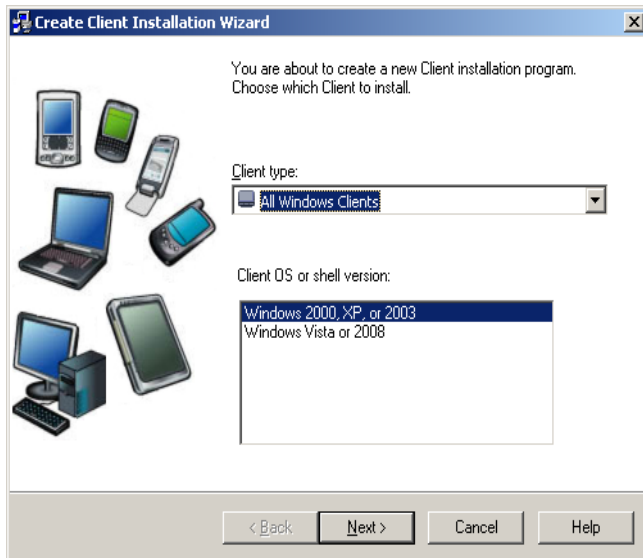 Create Client Installation Wizard
You are about to create a new Client installation program.
Choose which Client to install.
Client type:
All Windows Clients
Client OS or shell version:
Windows 2000, XP, or 2003
Windows Vista or 2008
< Back
Next >
Cancel
Help